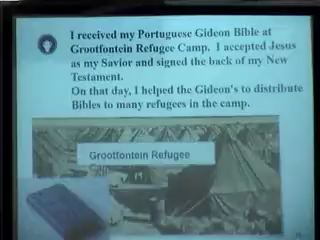 I received my Portuguese Gideon Bible at
Grootfontein Refugee Camp. I accepted Jesus
as my Savior and signed the back of my New
Testament.
On that day, I helped the Gideon's to distribute
Bibles to many refugees in the camp.
Grootfontein Refugee